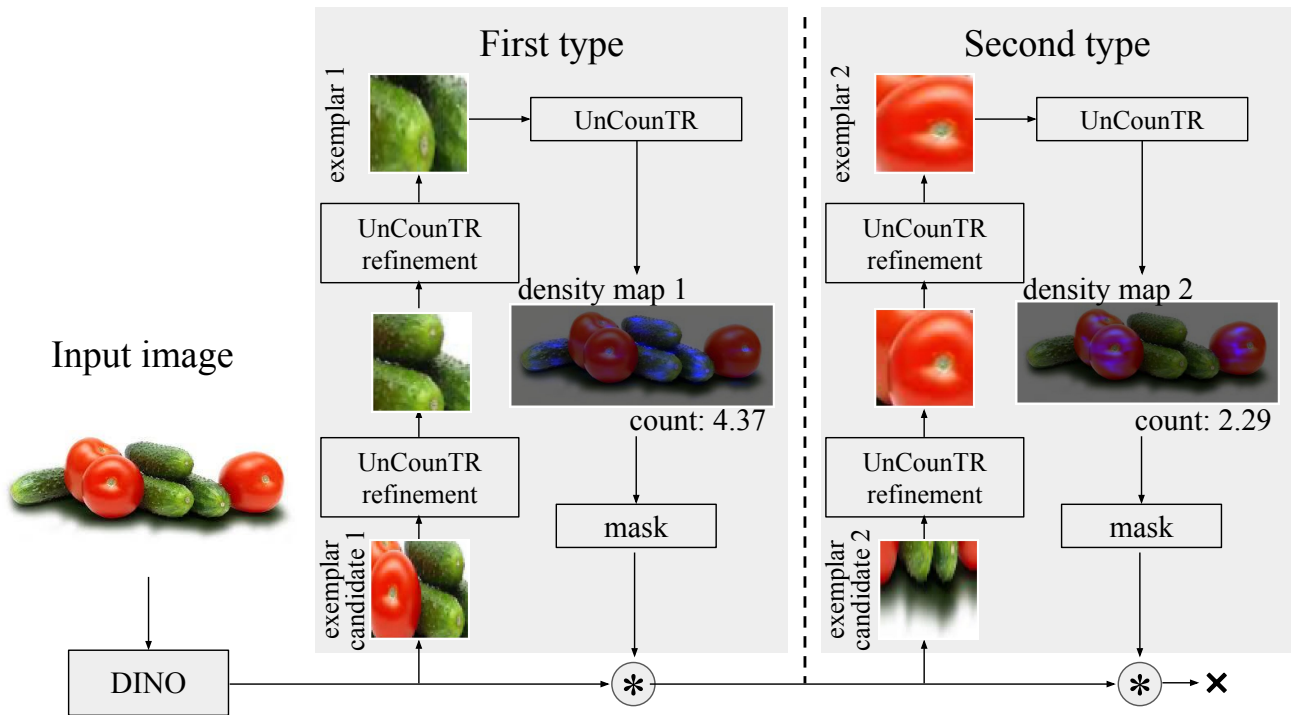 Input image
DINO
First type
exemplar 1
UnCounTR
UnCounTR
refinement
density map 1
count: 4.37
UnCounTR
refinement
mask
exemplar
candidate 1
*
Second type
exemplar 2
UnCounTR
UnCounTR
refinement
density map 2
count: 2.29
UnCounTR
refinement
mask
exemplar
candidate 2
*
×